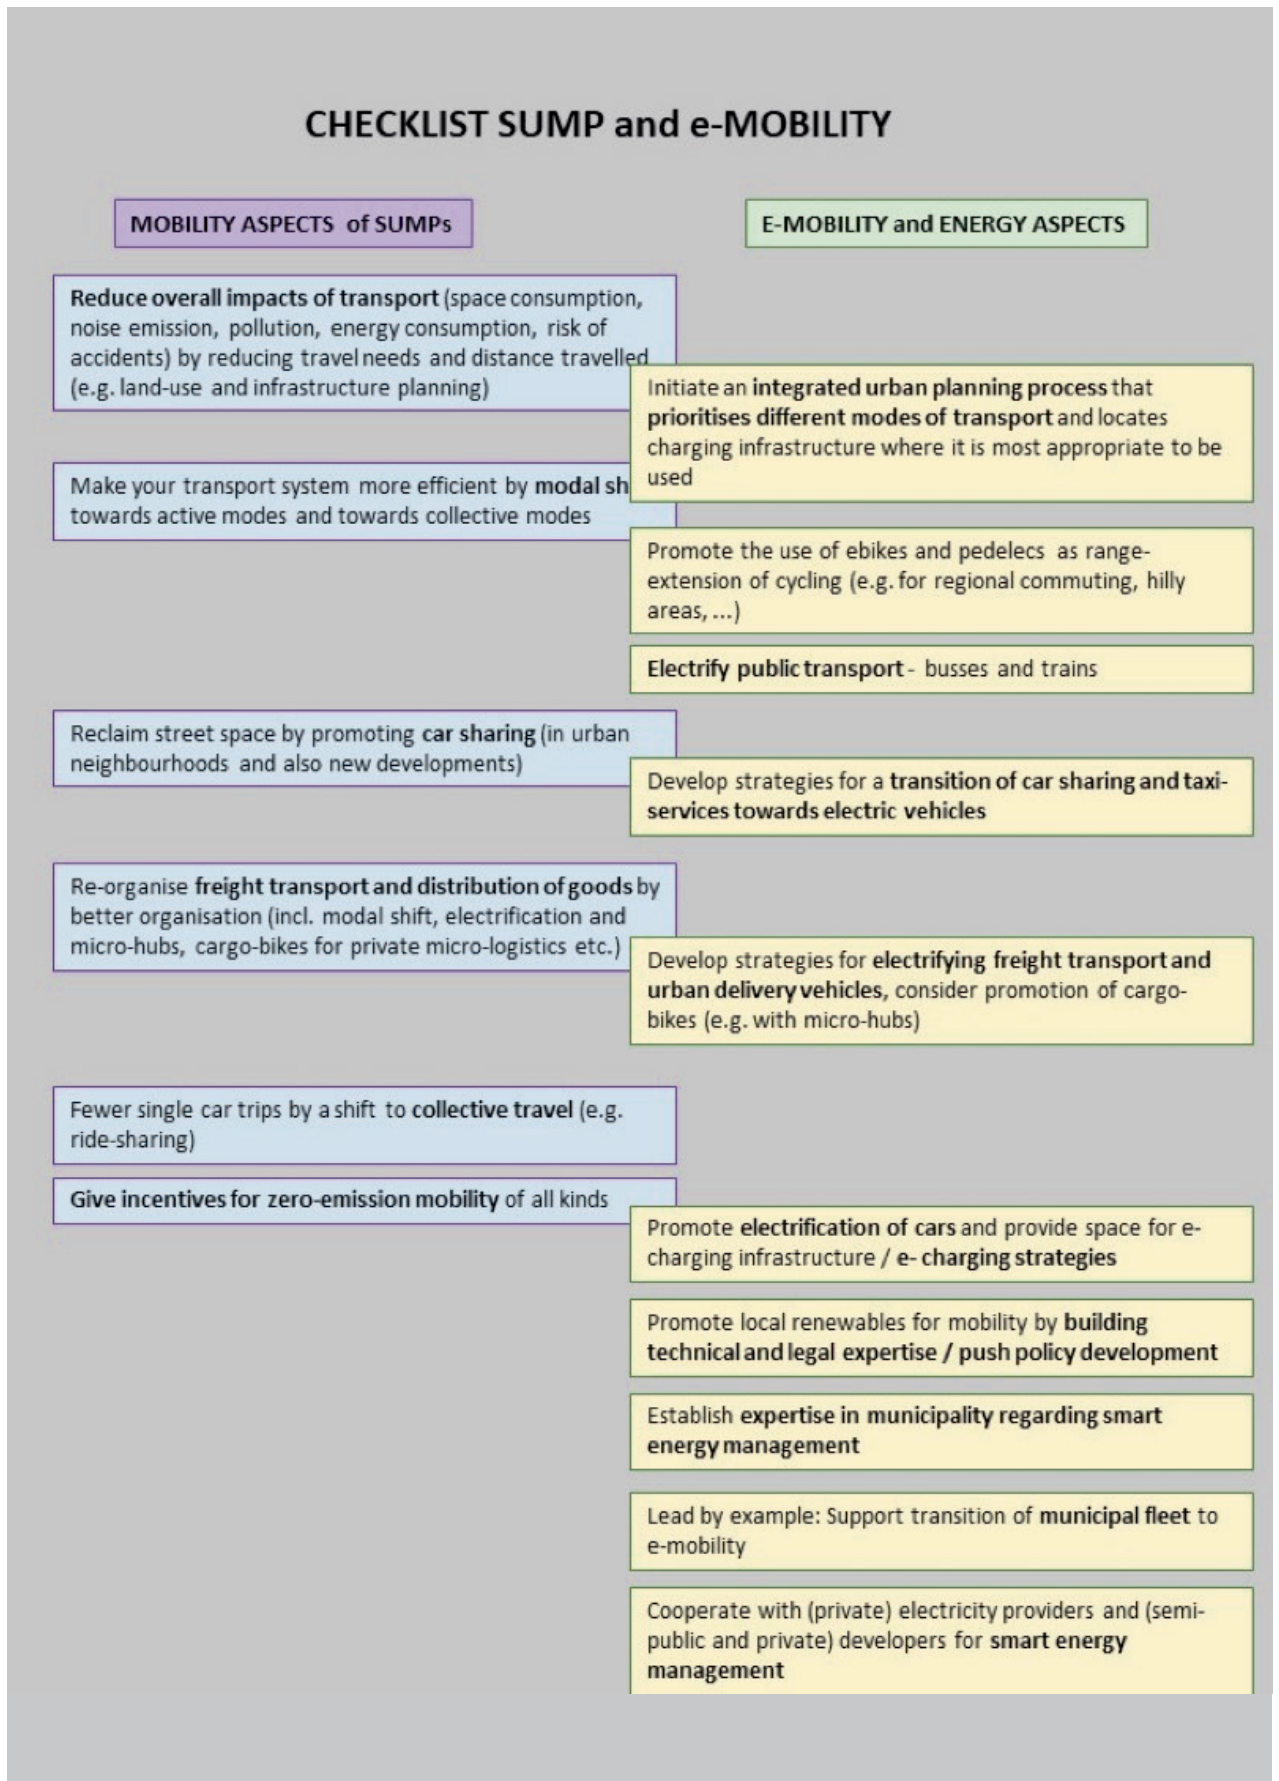 CHECKLIST SUMP and e-MOBILITY
MOBILITY ASPECTS of SUMPs
E-MOBILITY and ENERGY ASPECTS
Reduce overall impacts of transport (space consumption,
noise emission, pollution, energy consumption, risk of
accidents) by reducing travel needs and distance travelled
(e.g. land-use and infrastructure planning)
Initiate an integrated urban planning process that
prioritises different modes of transport and locates
charging infrastructure where it is most appropriate to be
used
Make your transport system more efficient by modal sh
towards active modes and towards collective modes
Promote the use of ebikes and pedelecs as range-
extension of cycling (e.g. for regional commuting, hilly
areas, ...)
Electrify public transport - busses and trains
Reclaim street space by promoting car sharing (in urban
neighbourhoods and also new developments)
Develop strategies for a transition of car sharing and taxi-
services towards electric vehicles
Re-organise freight transport and distribution of goods by
better organisation (incl. modal shift, electrification and
micro-hubs, cargo-bikes for private micro-logistics etc.)
Develop strategies for electrifying freight transport and
urban delivery vehicles, consider promotion of cargo-
bikes (e.g. with micro-hubs)
Fewer single car trips by a shift to collective travel (e.g.
ride-sharing)
Give incentives for zero-emission mobility of all kinds
Promote electrification of cars and provide space for e-
charging infrastructure / e- charging strategies
Promote local renewables for mobility by building
technical and legal expertise / push policy development
Establish expertise in municipality regarding smart
energy management
Lead by example: Support transition of municipal fleet to
e-mobility
Cooperate with (private) electricity providers and (semi-
public and private) developers for smart energy
management